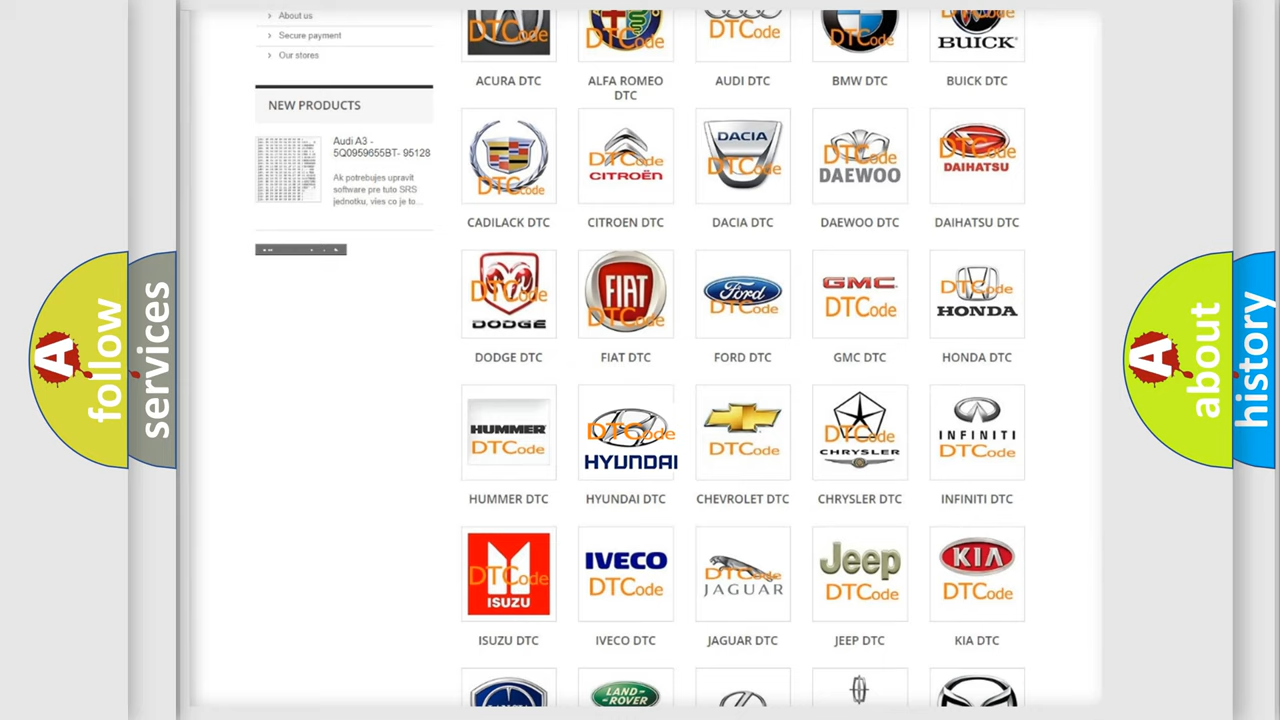 About us
Secure payment
Our stores
NEW PRODUCTS
Audi A3 -
5Q0959655BT- 95128
Ak potrebujes upravit
software pre tuto SRS
jednotku, vies co je to...
DTCode
DTCode
DTCode
DTCode
BUICK
ACURA DTC
ALFA ROMEO
DTC
AUDI DTC
BMW DTC
BUICK DTC
DTCode
DTCode
CITROËN
DACIA
DTCode
DTCode
DAEWOO
DTCode
DAIHATSU
CADILACK DTC
CITROEN DTC
DACIA DTC
DAEWOO DTC
DAIHATSU DTC
DTCode
DODGE
FIAT
DTCode
Ford
DTCode
GMC
DTCode
DTCode
HONDA
DODGE DTC
FIAT DTC
FORD DTC
GMC DTC
HONDA DTC
HUMMER
DTCode
DTCode
HYUNDAI
DTCode
DTCode
CHRYSLER
INFINITI
DTCode
HUMMER DTC
HYUNDAI DTC
CHEVROLET DTC
CHRYSLER DTC
INFINITI DTC
DTCode
ISUZU
IVECO
DTCode
DTCode
JAGUAR
Jeep
DTCode
KIA
DTCode
ISUZU DTC
IVECO DTC
JAGUAR DTC
JEEP DTC
KIA DTC
LAND-
ROVER
A
follow
services
A
about
history